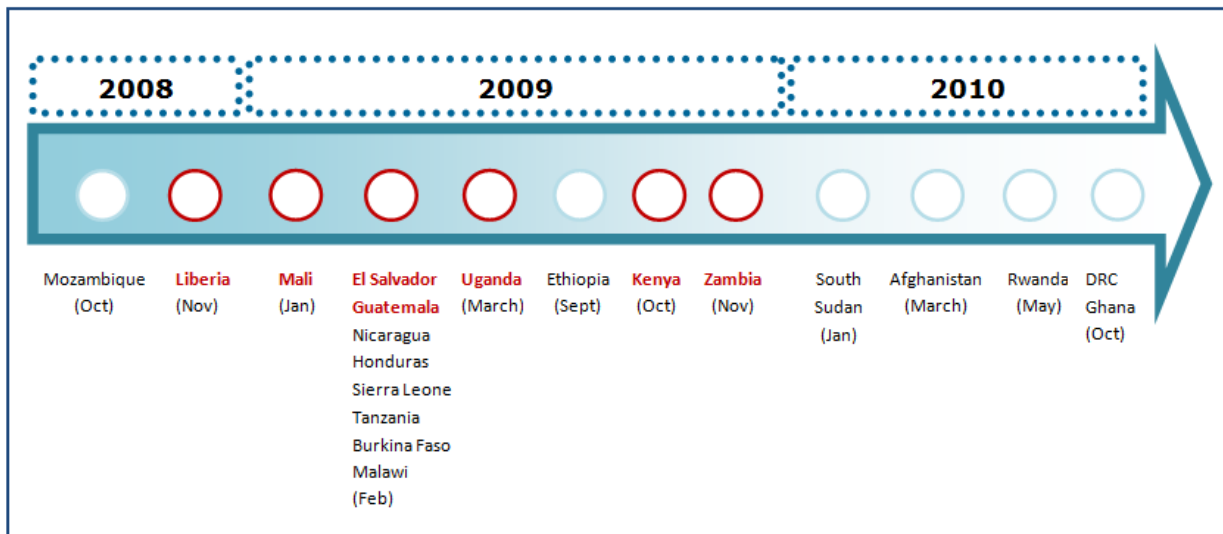 2008
2009
2010
Mozambique
(Oct)
Liberia
(Nov)
Mali
(Jan)
El Salvador
Guatemala
Nicaragua
Honduras
Sierra Leone
Tanzania
Burkina Faso
Malawi
(Feb)
Uganda
(March)
Ethiopia
(Sept)
Kenya
(Oct)
Zambia
(Nov)
South
Sudan
(Jan)
Afghanistan
(March)
Rwanda
(May)
DRC
Ghana
(Oct)